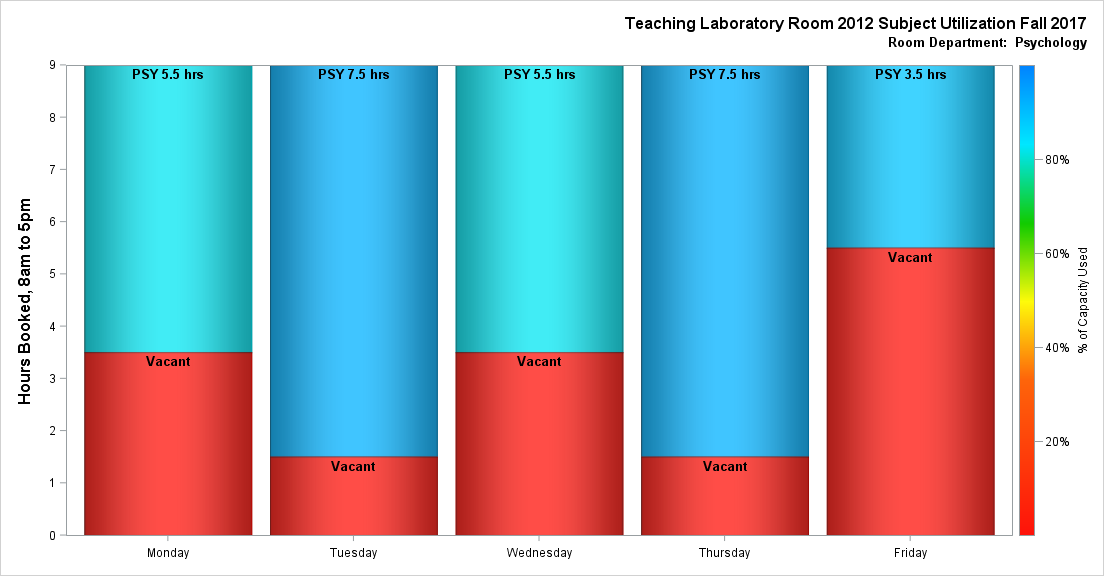 Teaching Laboratory Room 2012 Subject Utilization Fall 2017
Room Department:  Psychology
Hours Booked, 8am to 5pm
9
8
7
6
5
4
3
2
1
0
PSY 5.5 hrs
PSY 7.5 hrs
PSY 5.5 hrs
PSY 7.5 hrs
PSY 3.5 hrs
Vacant
Vacant
Vacant
Vacant
Vacant
Monday
Tuesday
Wednesday
Thursday
Friday
80%
60%
40%
20%
% of Capacity Used